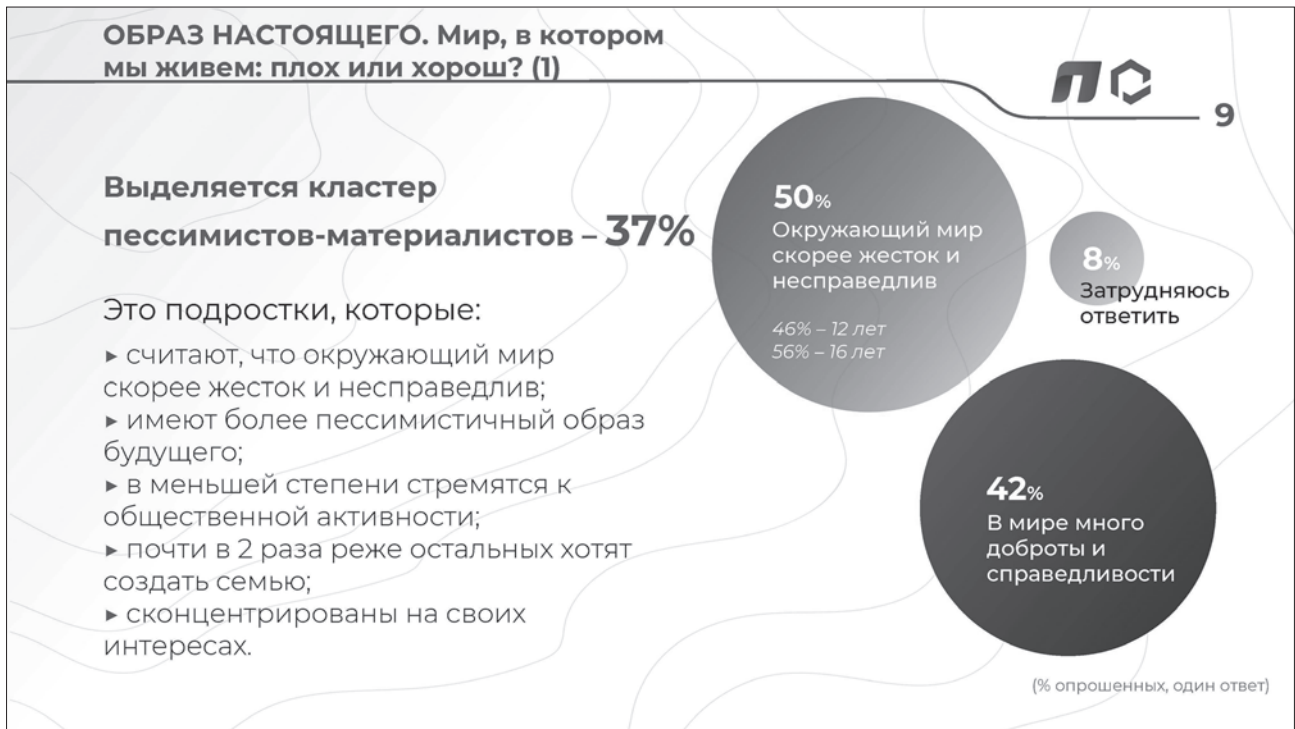 ОБРАЗ НАСТОЯЩЕГО. Мир, в котором
мы живем: плох или хорош? (1)
9
Выделяется кластер
пессимистов-материалистов – 37%
Это подростки, которые:
▸ считают, что окружающий мир
скорее жесток и несправедлив;
▸ имеют более пессимистичный образ
будущего;
▸ в меньшей степени стремятся к
общественной активности;
▸ почти в 2 раза реже остальных хотят
создать семью;
▸ сконцентрированы на своих
интересах.
50%
Окружающий мир
скорее жесток и
несправедлив
46% – 12 лет
56% – 16 лет
8%
Затрудняюсь
ответить
42%
В мире много
доброты и
справедливости
(% опрошенных, один ответ)